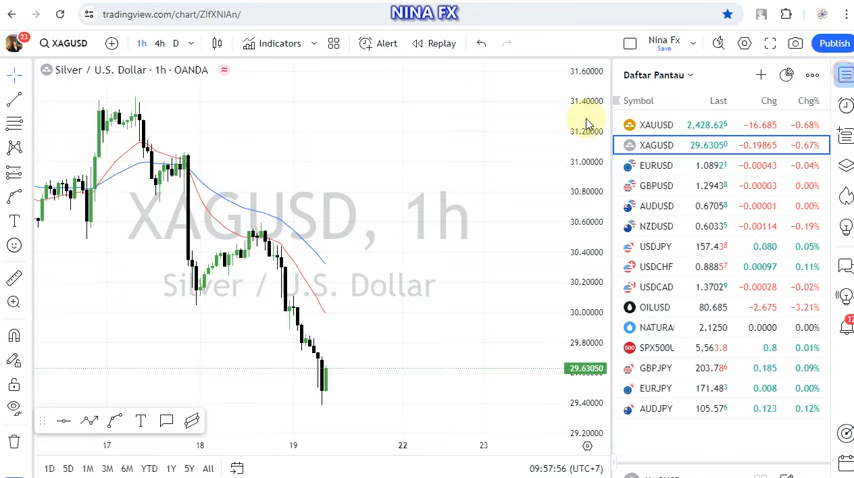 NINA FX
tradingview.com/chart/ZIfXNIAn/
23
XAGUSD
1h 4h D
Indicators
Alert
Replay
Nina Fx
Save
Publish
Silver / U.S. Dollar · 1h · OANDA
XAGUSD, 1h
Silver / U.S. Dollar
31.60000
31.40000
31.20000
31.00000
30.80000
30.60000
30.40000
30.20000
30.00000
29.80000
29.63050
29.40000
29.20000
17 18 19 22 23
1D 5D 1M 3M 6M YTD 1Y 5Y All
09:57:56 (UTC+7)
Daftar Pantau
Symbol Last Chg Chg%
XAUUSD 2,428.625 −16.685 −0.68%
XAGUSD 29.63050 −0.19865 −0.67%
EURUSD 1.08921 −0.00043 −0.04%
GBPUSD 1.29438 −0.00003 0.00%
AUDUSD 0.67058 −0.00001 0.00%
NZDUSD 0.60335 −0.00114 −0.19%
USDJPY 157.438 0.080 0.05%
USDCHF 0.88857 0.00097 0.11%
USDCAD 1.37029 −0.00028 −0.02%
OILUSD 80.685 −2.675 −3.21%
NATURA 2.1250 0.0000 0.00%
SPX500U 5,563.8 0.8 0.01%
GBPJPY 203.786 0.185 0.09%
EURJPY 171.483 0.008 0.00%
AUDJPY 105.576 0.123 0.12%